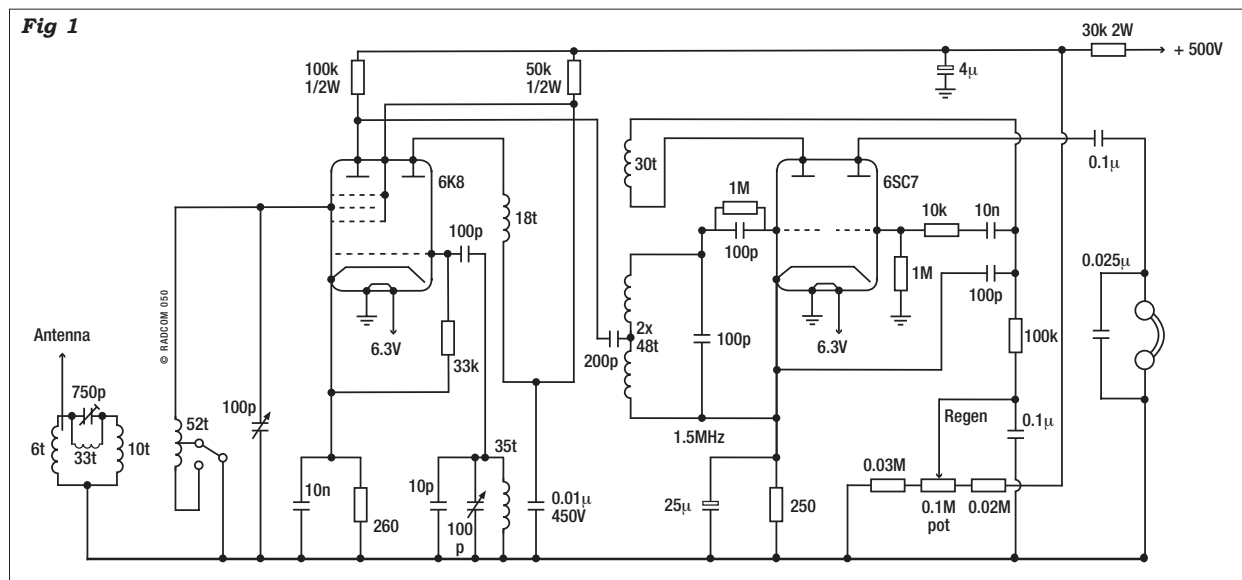 Fig 1
30k 2W
+ 500V
100k
1/2W
50k
1/2W
4μ
30t
0.1μ
6K8
6SC7
1M
18t
10k
10n
100p
100p
1M
0.025μ
100p
Antenna
© RADCOM 050
6.3V
2x
48t
100p
6.3V
100k
33k
200p
750p
100p
52t
Regen
6t
33t
10t
35t
1.5MHz
0.1μ
0.03M
10n
10p
0.01μ
450V
25μ
250
0.1M
pot
0.02M
260
100
p